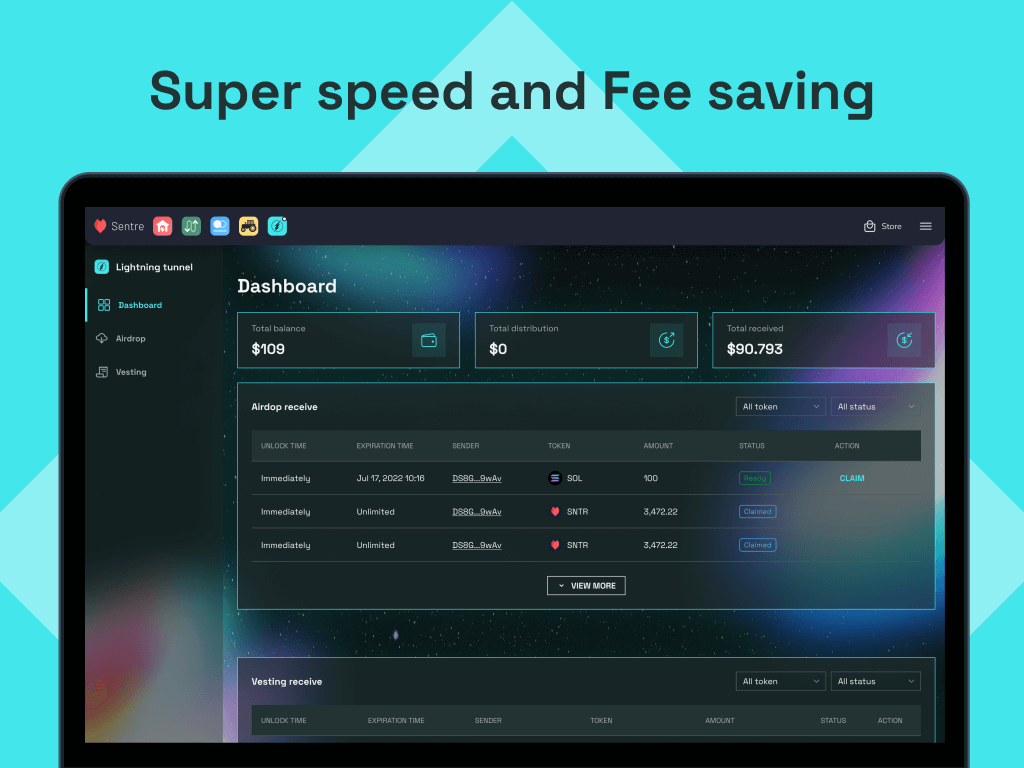 Super speed and Fee saving
Sentre
Store
Lightning tunnel
Dashboard
Airdrop
Vesting
Dashboard
Total balance
$109
Total distribution
$0
Total received
$90.793
Airdop receive
All token
All status
UNLOCK TIME EXPIRATION TIME SENDER TOKEN AMOUNT STATUS ACTION
Immediately Jul 17, 2022 10:16 DS8G...9wAv SOL 100 Ready CLAIM
Immediately Unlimited DS8G...9wAv SNTR 3,472.22 Claimed
Immediately Unlimited DS8G...9wAv SNTR 3,472.22 Claimed
VIEW MORE
Vesting receive
All token
All status
UNLOCK TIME EXPIRATION TIME SENDER TOKEN AMOUNT STATUS ACTION